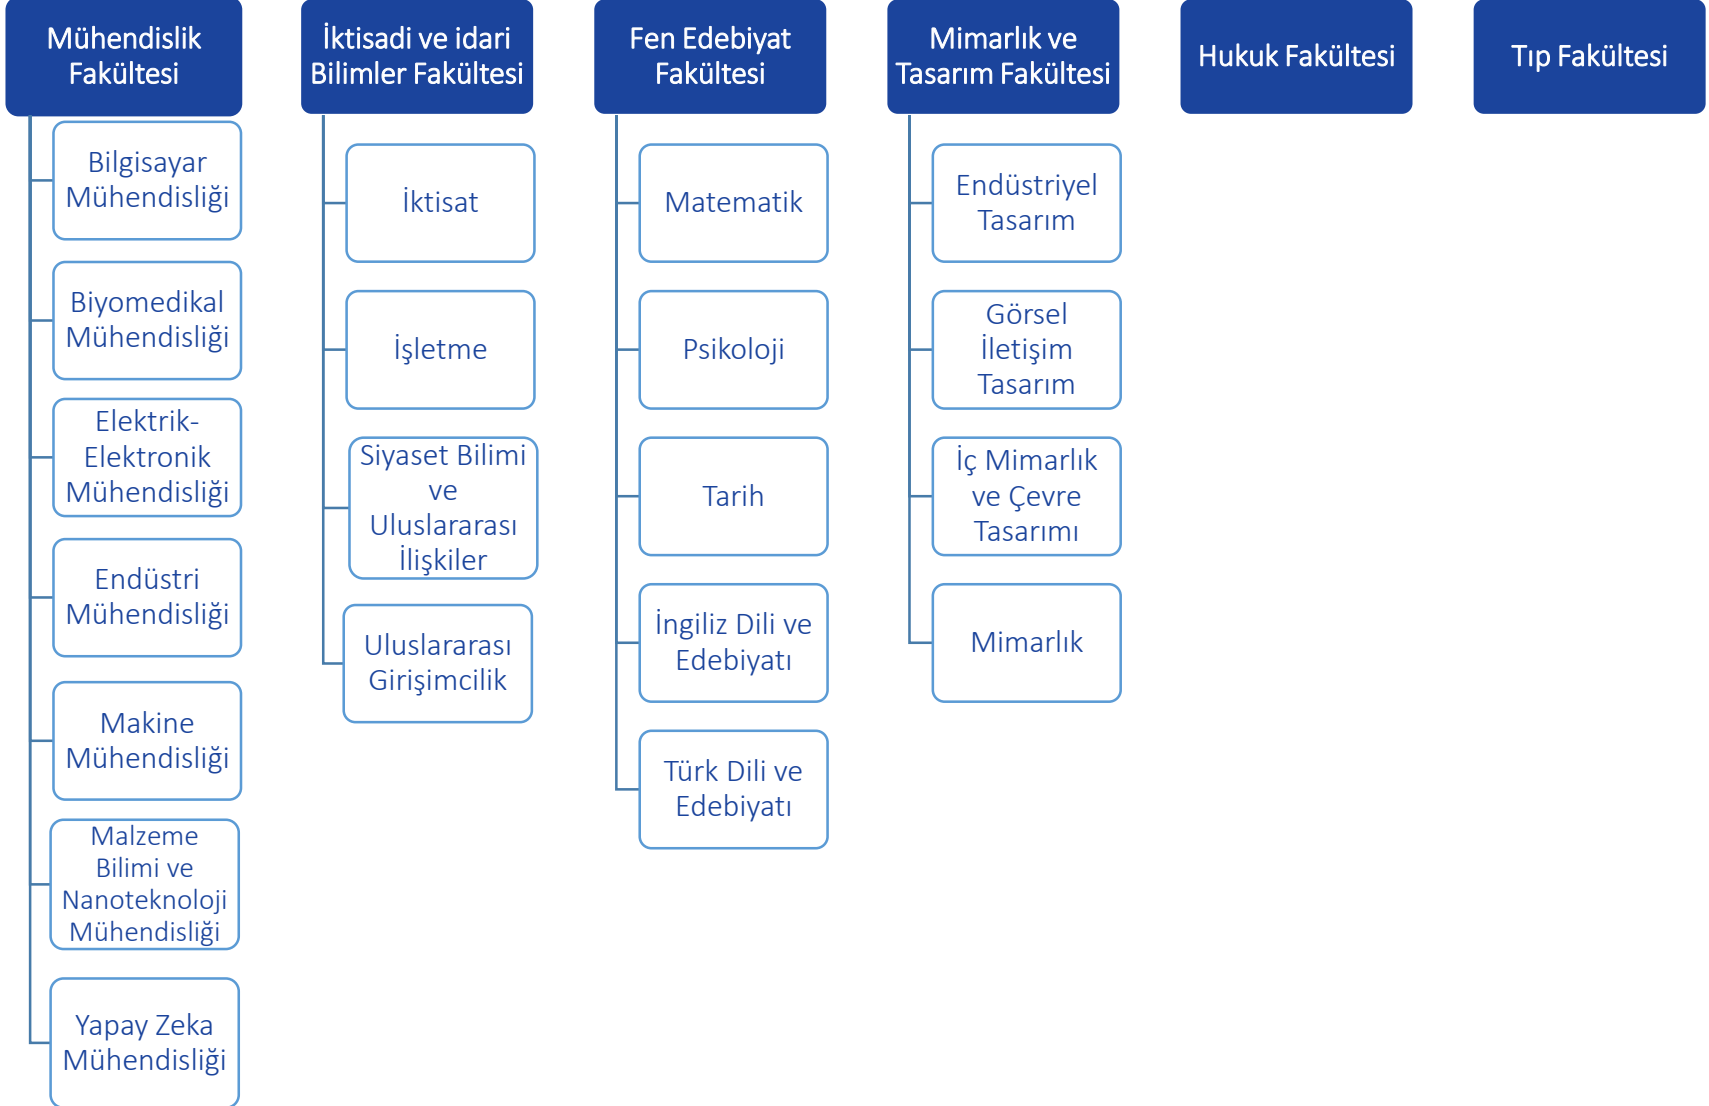 Mühendislik
Fakültesi
Bilgisayar
Mühendisliği
Biyomedikal
Mühendisliği
Elektrik-
Elektronik
Mühendisliği
Endüstri
Mühendisliği
Makine
Mühendisliği
Malzeme
Bilimi ve
Nanoteknoloji
Mühendisliği
Yapay Zeka
Mühendisliği
İktisadi ve idari
Bilimler Fakültesi
İktisat
İşletme
Siyaset Bilimi
ve
Uluslararası
İlişkiler
Uluslararası
Girişimcilik
Fen Edebiyat
Fakültesi
Matematik
Psikoloji
Tarih
İngiliz Dili ve
Edebiyatı
Türk Dili ve
Edebiyatı
Mimarlık ve
Tasarım Fakültesi
Endüstriyel
Tasarım
Görsel
İletişim
Tasarım
İç Mimarlık
ve Çevre
Tasarımı
Mimarlık
Hukuk Fakültesi
Tıp Fakültesi